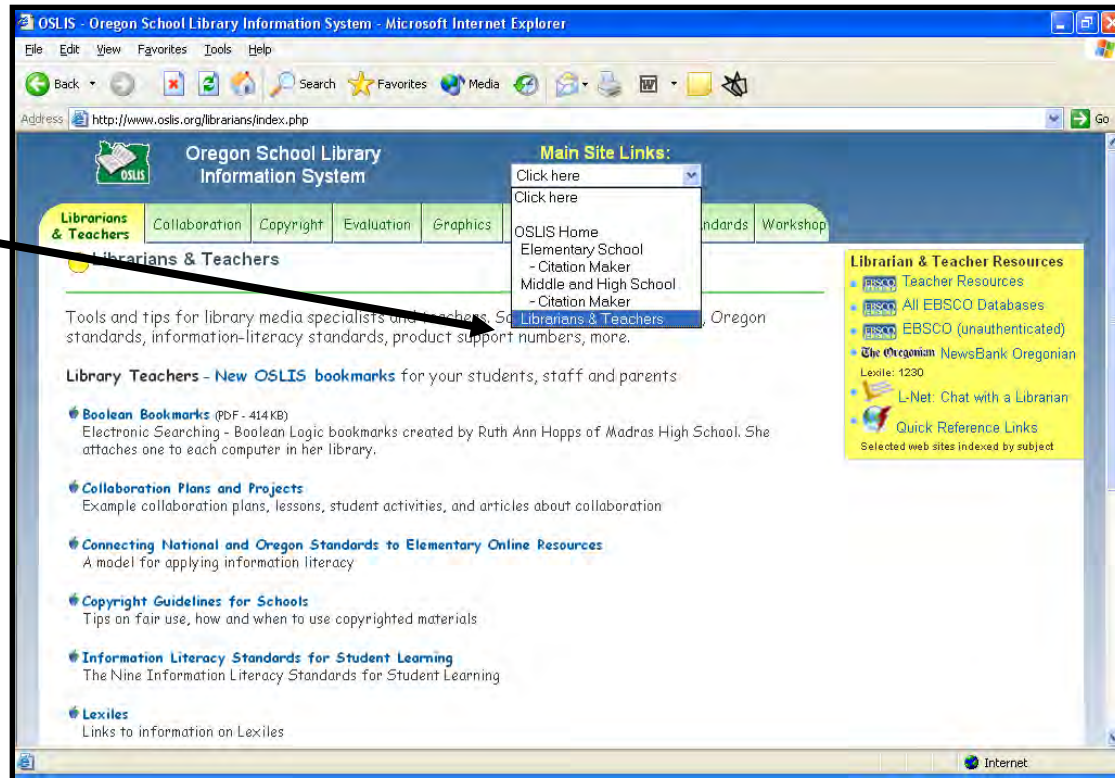 OSLIS - Oregon School Library Information System - Microsoft Internet Explorer
File Edit View Favorites Tools Help
Back Search Favorites Media
Address http://www.oslis.org/librarians/index.php Go
OSLIS
Oregon School Library
Information System
Main Site Links:
Click here
Click here
OSLIS Home
Elementary School
- Citation Maker
Middle and High School
- Citation Maker
Librarians & Teachers
Librarians
& Teachers
Collaboration Copyright Evaluation Graphics ndards Workshop
Librarians & Teachers
Tools and tips for library media specialists and teachers. , Oregon
standards, information-literacy standards, product support numbers, more.
Library Teachers - New OSLIS bookmarks for your students, staff and parents
Boolean Bookmarks (PDF - 414 KB)
Electronic Searching - Boolean Logic bookmarks created by Ruth Ann Hopps of Madras High School. She
attaches one to each computer in her library.
Collaboration Plans and Projects
Example collaboration plans, lessons, student activities, and articles about collaboration
Connecting National and Oregon Standards to Elementary Online Resources
A model for applying information literacy
Copyright Guidelines for Schools
Tips on fair use, how and when to use copyrighted materials
Information Literacy Standards for Student Learning
The Nine Information Literacy Standards for Student Learning
Lexiles
Links to information on Lexiles
Librarian & Teacher Resources
EBSCO Teacher Resources
EBSCO All EBSCO Databases
EBSCO EBSCO (unauthenticated)
The Oregonian NewsBank Oregonian
Lexile: 1230
L-Net: Chat with a Librarian
Quick Reference Links
Selected web sites indexed by subject
Internet